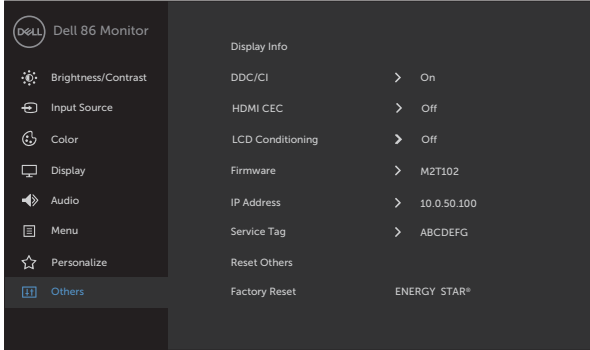 DELL
Dell 86 Monitor
Brightness/Contrast
Input Source
Color
Display
Audio
Menu
Personalize
Others
Display Info
DDC/CI > On
HDMI CEC > Off
LCD Conditioning > Off
Firmware > M2T102
IP Address > 10.0.50.100
Service Tag > ABCDEFG
Reset Others
Factory Reset ENERGY STAR®